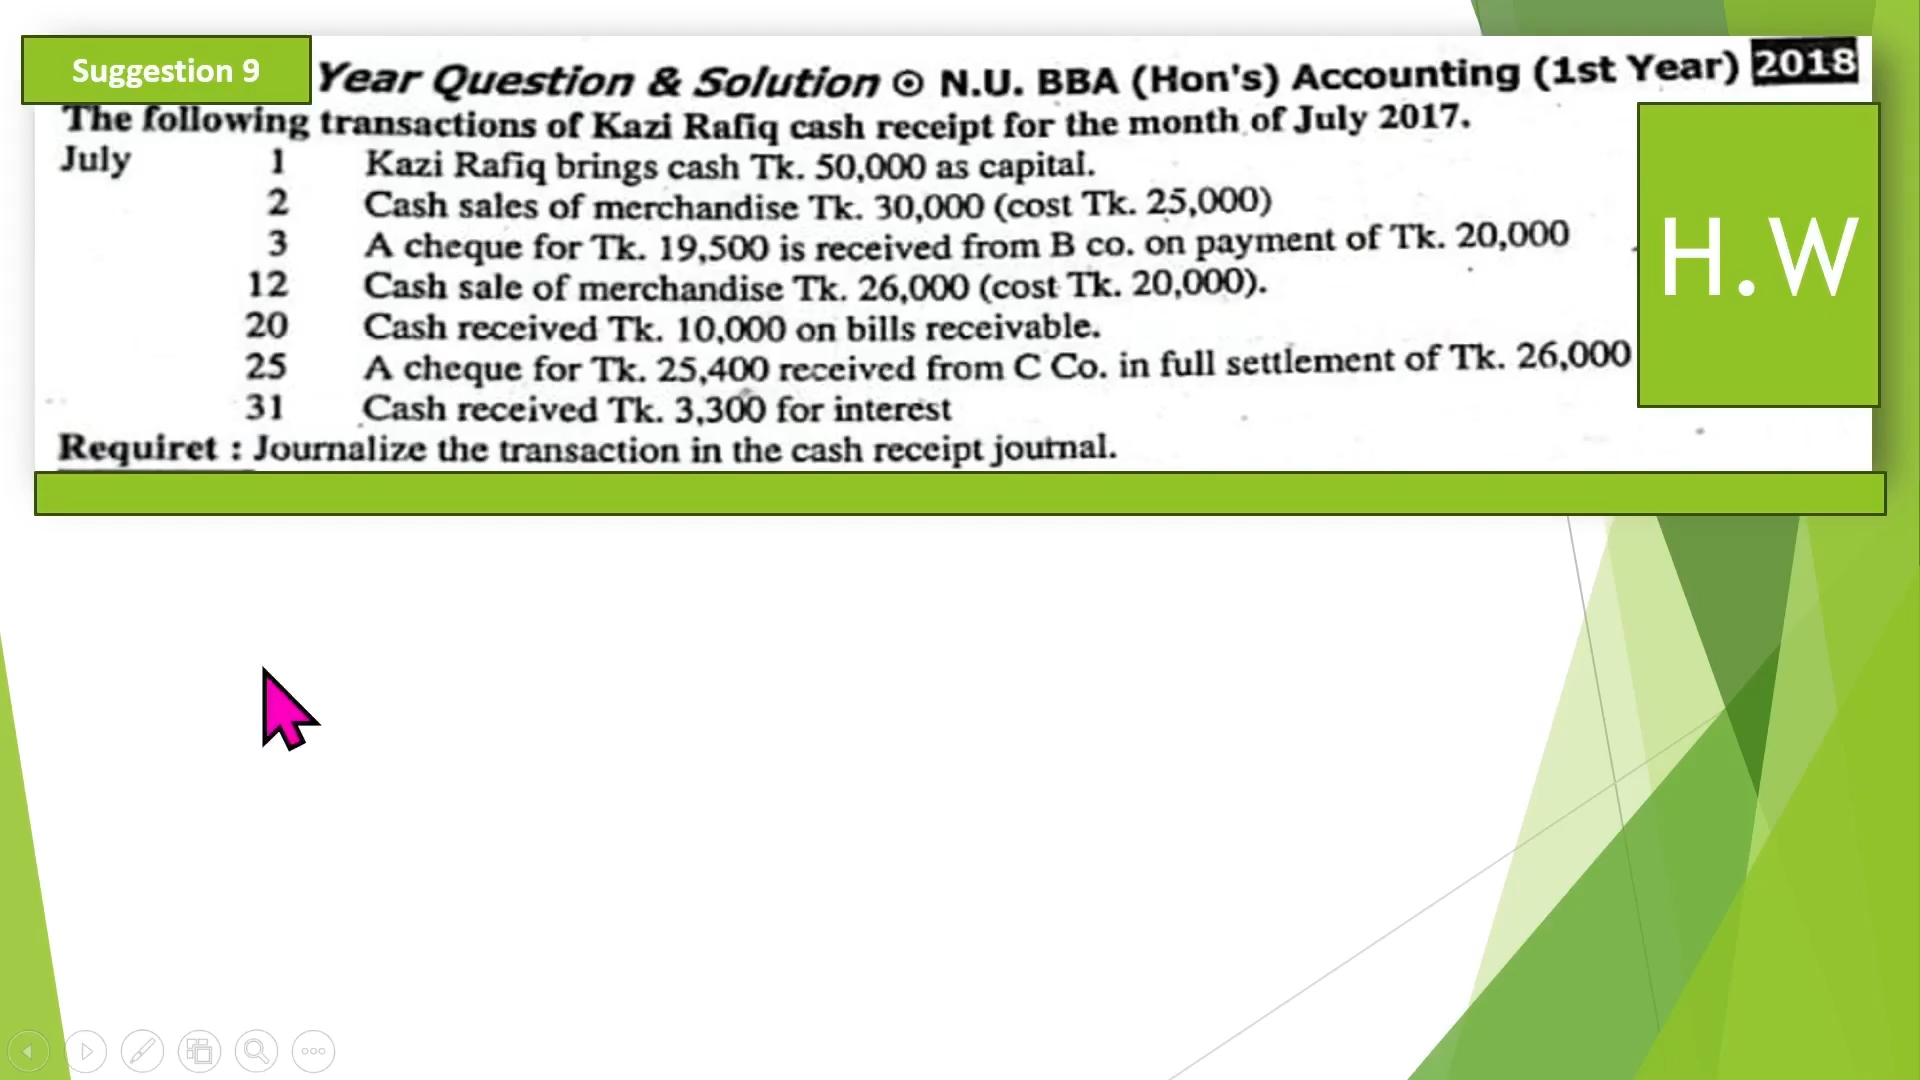 Suggestion 9
Year Question & Solution ⊙ N.U. BBA (Hon's) Accounting (1st Year) 2018
The following transactions of Kazi Rafiq cash receipt for the month of July 2017.
July 1 Kazi Rafiq brings cash Tk. 50,000 as capital.
2 Cash sales of merchandise Tk. 30,000 (cost Tk. 25,000)
3 A cheque for Tk. 19,500 is received from B co. on payment of Tk. 20,000
12 Cash sale of merchandise Tk. 26,000 (cost Tk. 20,000).
20 Cash received Tk. 10,000 on bills receivable.
25 A cheque for Tk. 25,400 received from C Co. in full settlement of Tk. 26,000
31 Cash received Tk. 3,300 for interest
Requiret : Journalize the transaction in the cash receipt journal.
H.W